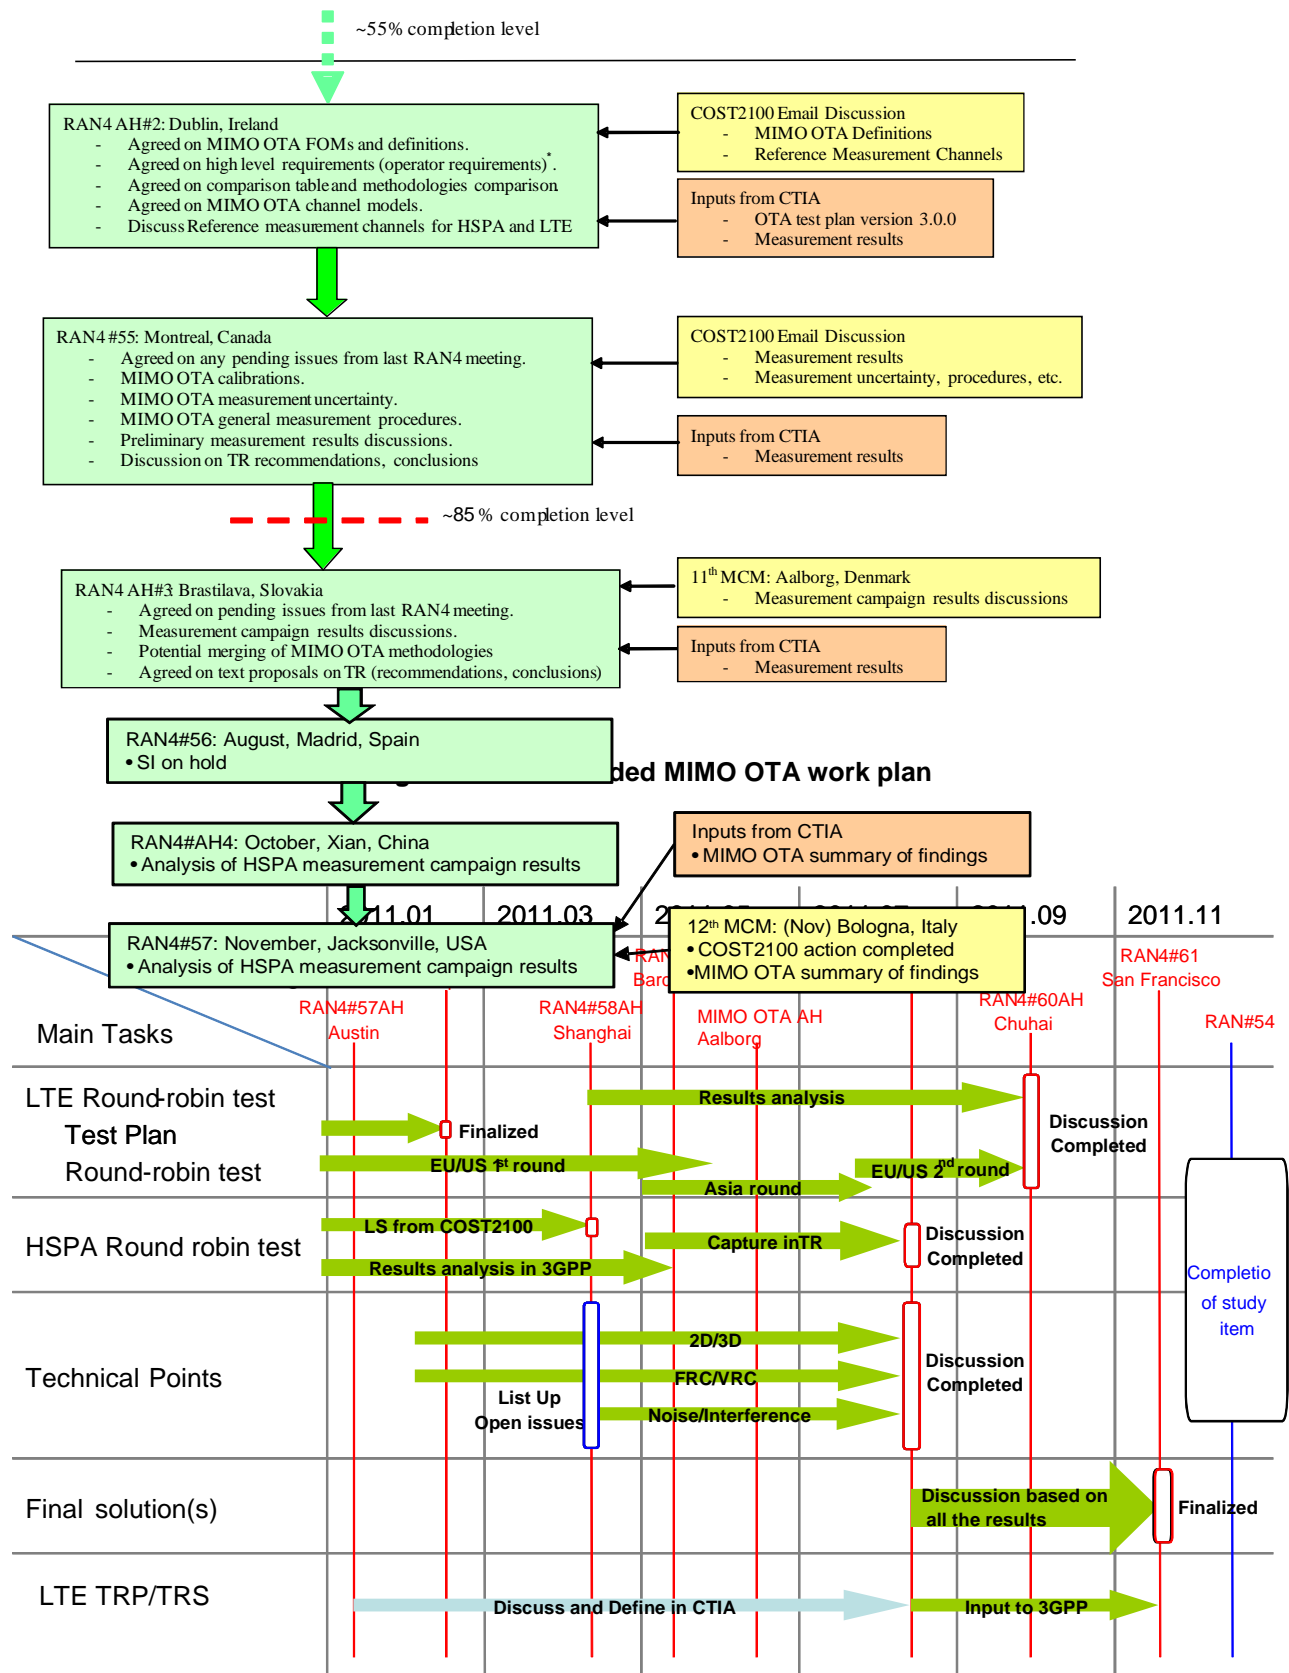 ~55% completion level
RAN4 AH#2: Dublin, Ireland
- Agreed on MIMO OTA FOMs and definitions.
- Agreed on high level requirements (operator requirements)*.
- Agreed on comparison table and methodologies comparison.
- Agreed on MIMO OTA channel models.
- Discuss Reference measurement channels for HSPA and LTE
COST2100 Email Discussion
- MIMO OTA Definitions
- Reference Measurement Channels
Inputs from CTIA
- OTA test plan version 3.0.0
- Measurement results
RAN4 #55: Montreal, Canada
- Agreed on any pending issues from last RAN4 meeting.
- MIMO OTA calibrations.
- MIMO OTA measurement uncertainty.
- MIMO OTA general measurement procedures.
- Preliminary measurement results discussions.
- Discussion on TR recommendations, conclusions
COST2100 Email Discussion
- Measurement results
- Measurement uncertainty, procedures, etc.
Inputs from CTIA
- Measurement results
~85 % completion level
RAN4 AH#3: Brastilava, Slovakia
- Agreed on pending issues from last RAN4 meeting.
- Measurement campaign results discussions.
- Potential merging of MIMO OTA methodologies
- Agreed on text proposals on TR (recommendations, conclusions)
11th MCM: Aalborg, Denmark
- Measurement campaign results discussions
Inputs from CTIA
- Measurement results
RAN4#56: August, Madrid, Spain
• SI on hold
MIMO OTA work plan
RAN4#AH4: October, Xian, China
• Analysis of HSPA measurement campaign results
Inputs from CTIA
• MIMO OTA summary of findings
2011.03
2011.11
RAN4#57: November, Jacksonville, USA
• Analysis of HSPA measurement campaign results
12th MCM: (Nov) Bologna, Italy
• COST2100 action completed
• MIMO OTA summary of findings
RAN4#61
San Francisco
RAN4#57AH
Austin
RAN4#58AH
Shanghai
MIMO OTA AH
Aalborg
RAN4#60AH
Chuhai
RAN#54
Main Tasks
LTE Round-robin test
Results analysis
Test Plan
Finalized
Discussion
Completed
Round-robin test
EU/US 1st round
EU/US 2nd round
Asia round
HSPA Round robin test
LS from COST2100
Capture inTR
Discussion
Completed
Results analysis in 3GPP
Completio
of study
item
Technical Points
2D/3D
FRC/VRC
Discussion
Completed
List Up
Open issues
Noise/Interference
Final solution(s)
Discussion based on
all the results
Finalized
LTE TRP/TRS
Discuss and Define in CTIA
Input to 3GPP